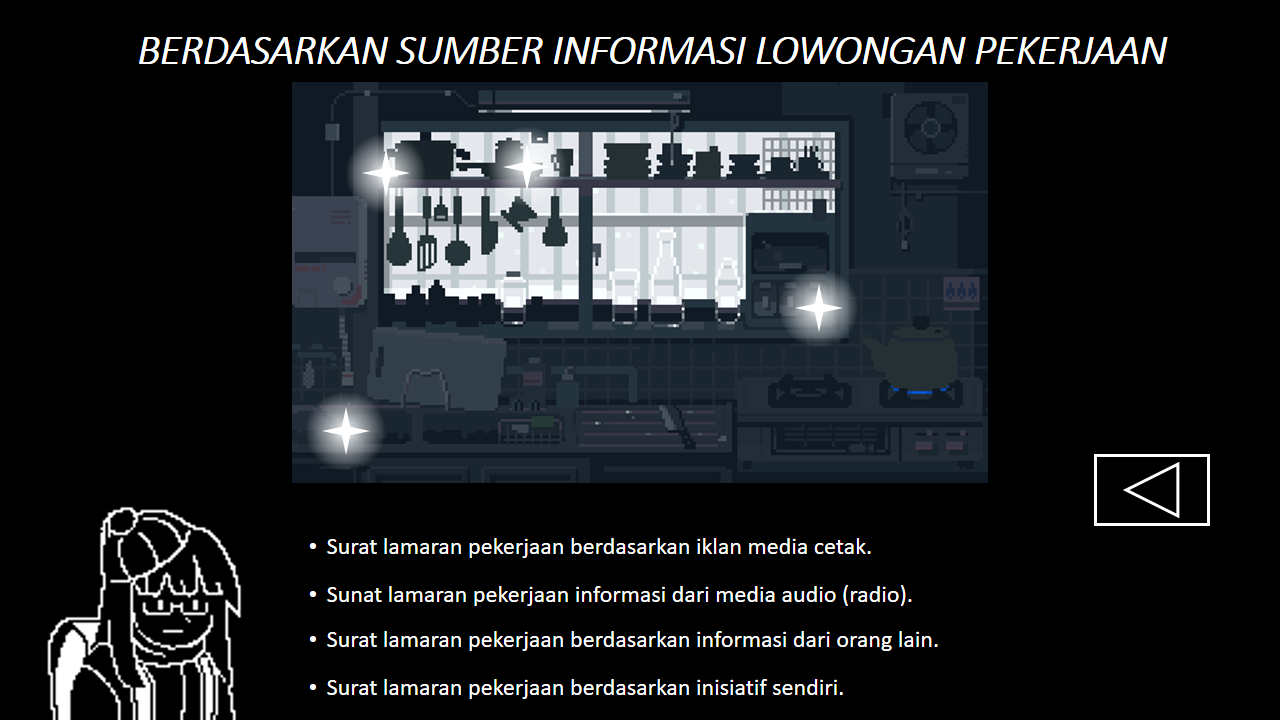 BERDASARKAN SUMBER INFORMASI LOWONGAN PEKERJAAN
• Surat lamaran pekerjaan berdasarkan iklan media cetak.
• Sunat lamaran pekerjaan informasi dari media audio (radio).
• Surat lamaran pekerjaan berdasarkan informasi dari orang lain.
• Surat lamaran pekerjaan berdasarkan inisiatif sendiri.